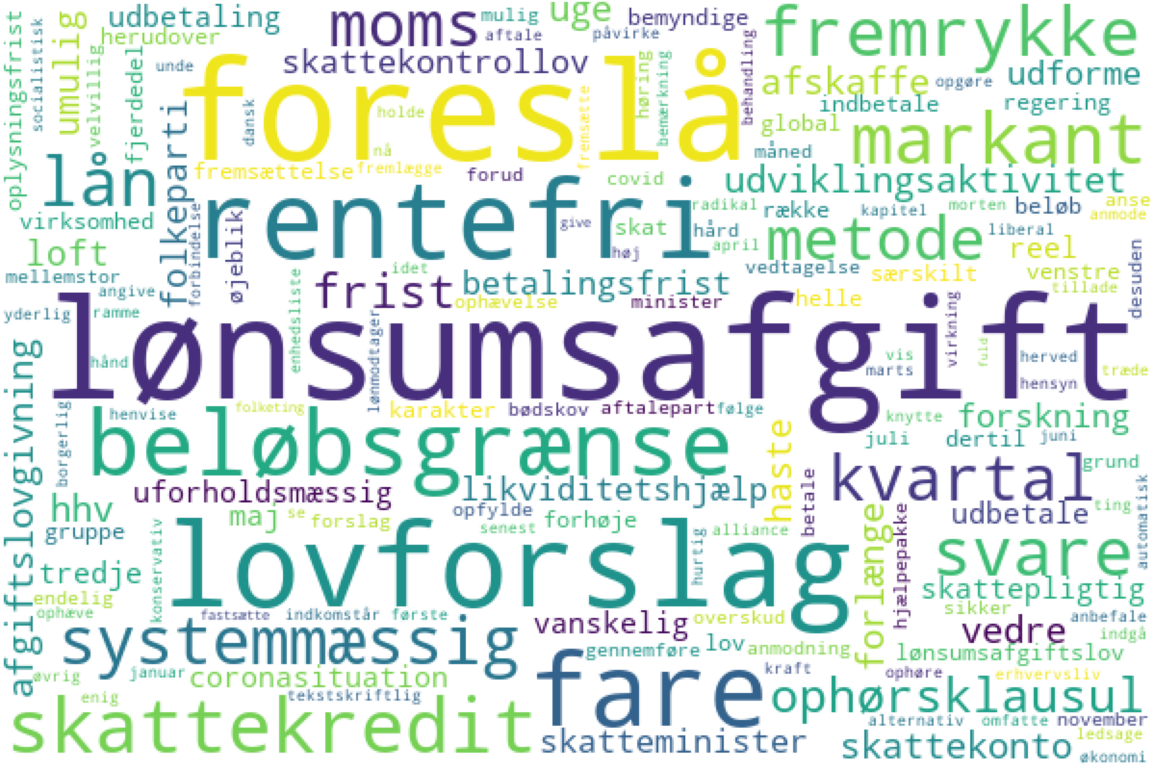 udbetaling
moms
mulig
uge
bemyndige
fremrykke
herudover
aftale
påvirke
oplysningsfrist
socialistisk
umulig
velvillig
fjerdedel
unde
skattekontrollov
behandling
afskaffe
opgøre
udforme
foreslå
dansk
holde
fremsætte
høring
bemærkning
indbetale
regering
global
markant
nå
måned
folkeparti
lån
fremsættelse
fremlægge
forud
covid
udviklingsaktivitet
virksomhed
forbindelse
øjeblik
rentefri
give
skat
radikal
hård
række
kapitel
morten
beløb
anse
anmode
høj
april
metode
liberal
reel
loft
mellemstor
idet
betalingsfrist
vedtagelse
særskilt
venstre
tillade
desuden
angive
enhedsliste
frist
ophævelse
minister
helle
yderlig
ramme
lønsumsafgift
lønmodtager
virkning
hånd
vis
marts
fuld
herved
hensyn
træde
afgiftslovgivning
borgerlig
henvise
folketing
karakter
bødskov
aftalepart
følge
knytte
forskning
beløbsgrænse
haste
juli
dertil
juni
uforholdsmæssig
likviditetshjælp
betale
kvartal
grund
hhv
maj
se
forslag
opfylde
forhøje
udbetale
ting
automatisk
gruppe
konservativ
senest
hurtig
alliance
forlænge
hjælpepakke
svare
lovforslag
tredje
skattepligtig
endelig
ophæve
fastsætte
indkomstår
første
vanskelig
overskud
sikker
anbefale
systemmæssig
gennemføre
lov
anmodning
vedre
indgå
lønsumsafgiftslov
øvrig
januar
coronasituation
fare
kraft
ophøre
erhvervsliv
enig
tekstskriftlig
ophørsklausul
skattekredit
skatteminister
alternativ
omfatte
november
ledsage
skattekonto
økonomi